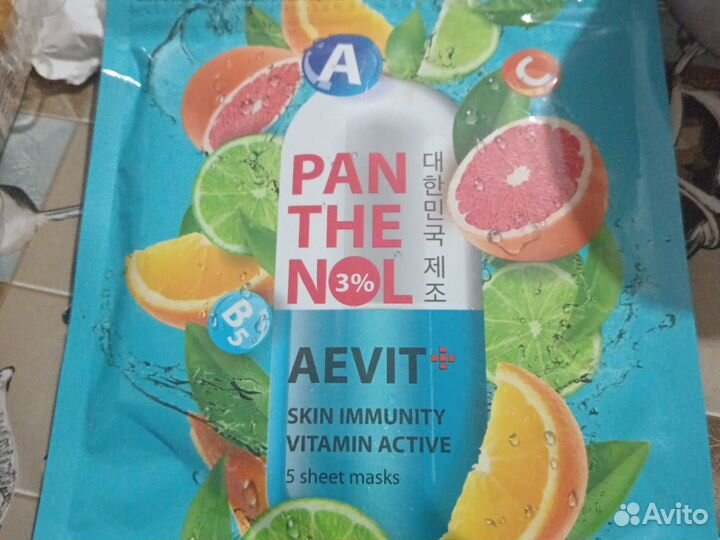 A
C
PAN
THE
NOL
3%
대한민국 제조
B5
AEVIT+
SKIN IMMUNITY
VITAMIN ACTIVE
5 sheet masks
Avito